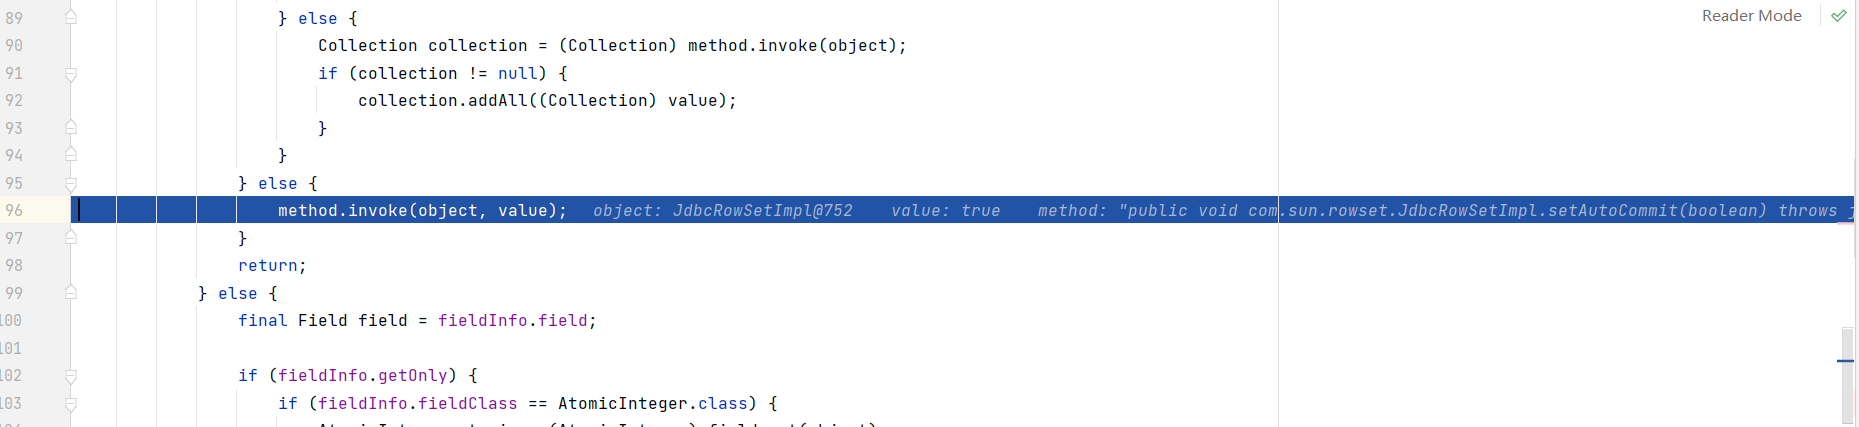 Reader Mode
89 } else {
90 Collection collection = (Collection) method.invoke(object);
91 if (collection != null) {
92 collection.addAll((Collection) value);
93 }
94 }
95 } else {
96 method.invoke(object, value); object: JdbcRowSetImpl@752 value: true method: "public void com.sun.rowset.JdbcRowSetImpl.setAutoCommit(boolean) throws j
97 }
98 return;
99 } else {
100 final Field field = fieldInfo.field;
101
102 if (fieldInfo.getOnly) {
103 if (fieldInfo.fieldClass == AtomicInteger.class) {